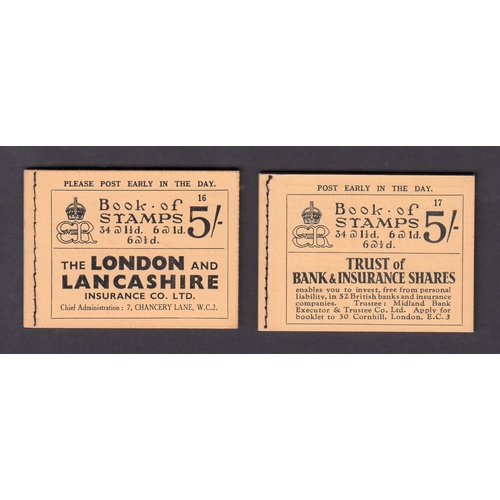 PLEASE POST EARLY IN THE DAY.
16
Book · of
STAMPS
5/-
34 @ 1½d. 6 @ 1d.
6 @ ½d.
THE LONDON AND
LANCASHIRE
INSURANCE CO. LTD.
Chief Administration: 7, CHANCERY LANE, W.C.2.
POST EARLY IN THE DAY.
17
Book · of
STAMPS
5/-
34 @ 1½d. 6 @ 1d.
6 @ ½d.
TRUST of
BANK & INSURANCE SHARES
enables you to invest, free from personal
liability, in 52 British banks and insurance
companies. Trustee: Midland Bank
Executor & Trustee Co. Ltd. Apply for
booklet to 30 Cornhill, London. E.C.3